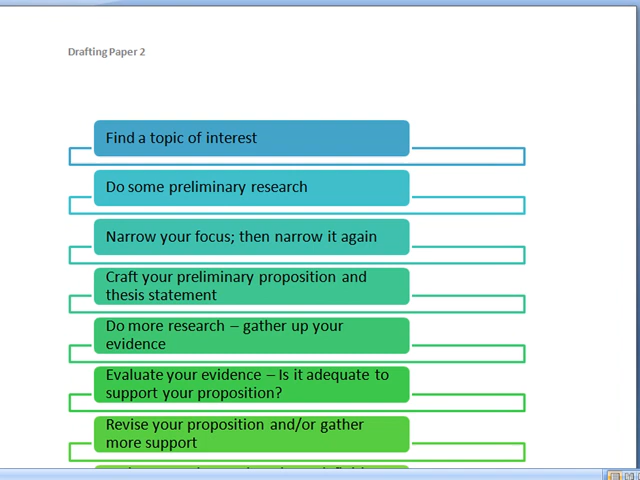 Drafting Paper 2
Find a topic of interest
Do some preliminary research
Narrow your focus; then narrow it again
Craft your preliminary proposition and
thesis statement
Do more research – gather up your
evidence
Evaluate your evidence – Is it adequate to
support your proposition?
Revise your proposition and/or gather
more support